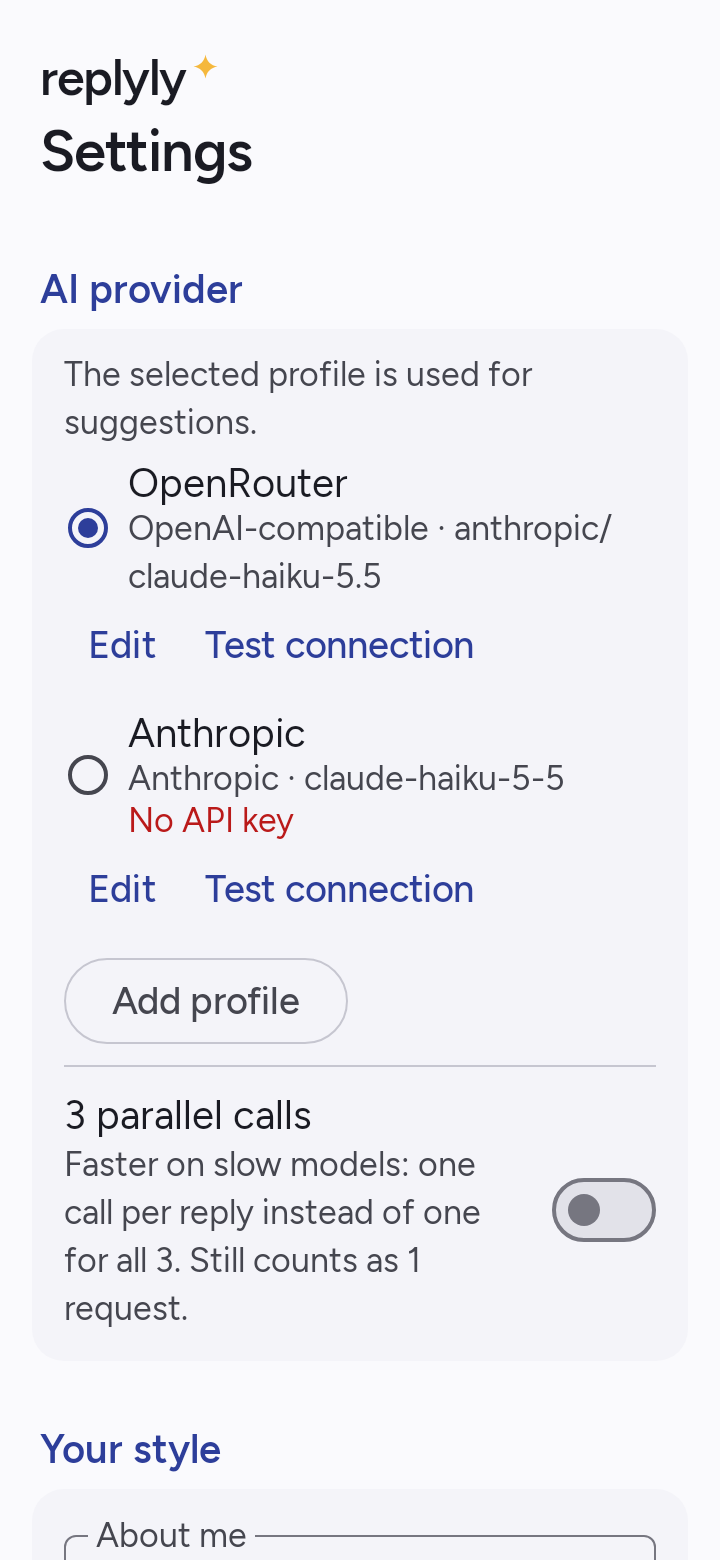 replyly
Settings
AI provider
The selected profile is used for
suggestions.
OpenRouter
OpenAI-compatible · anthropic/
claude-haiku-5.5
Edit Test connection
Anthropic
Anthropic · claude-haiku-5-5
No API key
Edit Test connection
Add profile
3 parallel calls
Faster on slow models: one
call per reply instead of one
for all 3. Still counts as 1
request.
Your style
About me